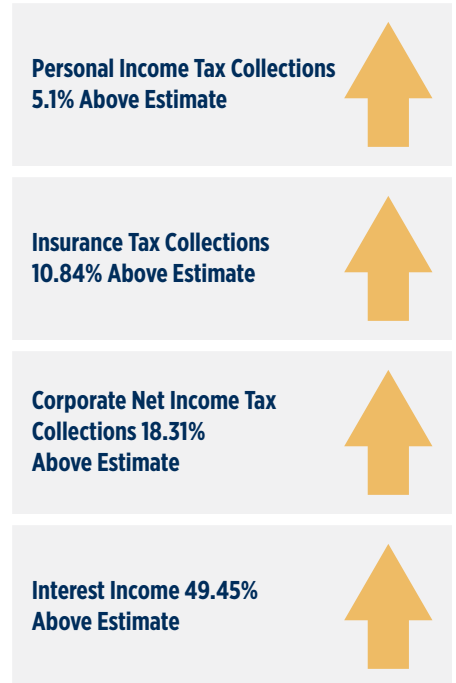 Personal Income Tax Collections
5.1% Above Estimate
Insurance Tax Collections
10.84% Above Estimate
Corporate Net Income Tax
Collections 18.31%
Above Estimate
Interest Income 49.45%
Above Estimate